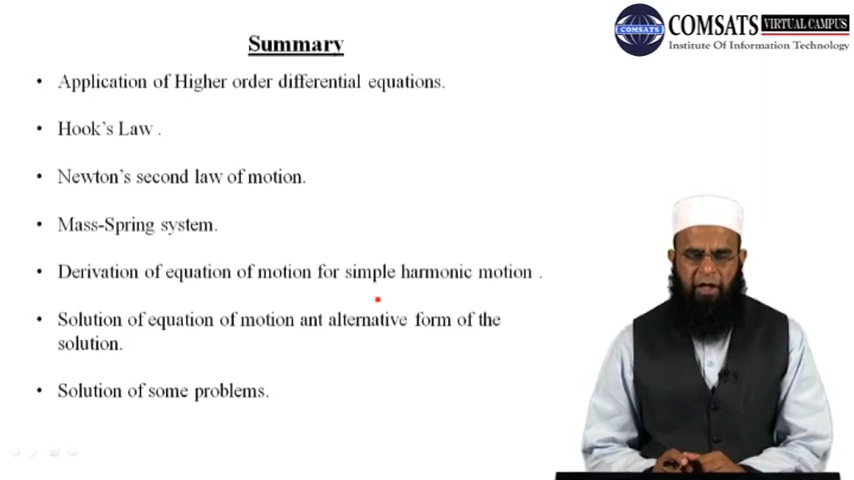 Summary
COMSATS VIRTUAL CAMPUS
COMSATS
Institute Of Information Technology
• Application of Higher order differential equations.
• Hook's Law .
• Newton's second law of motion.
• Mass-Spring system.
• Derivation of equation of motion for simple harmonic motion .
• Solution of equation of motion ant alternative form of the
solution.
• Solution of some problems.